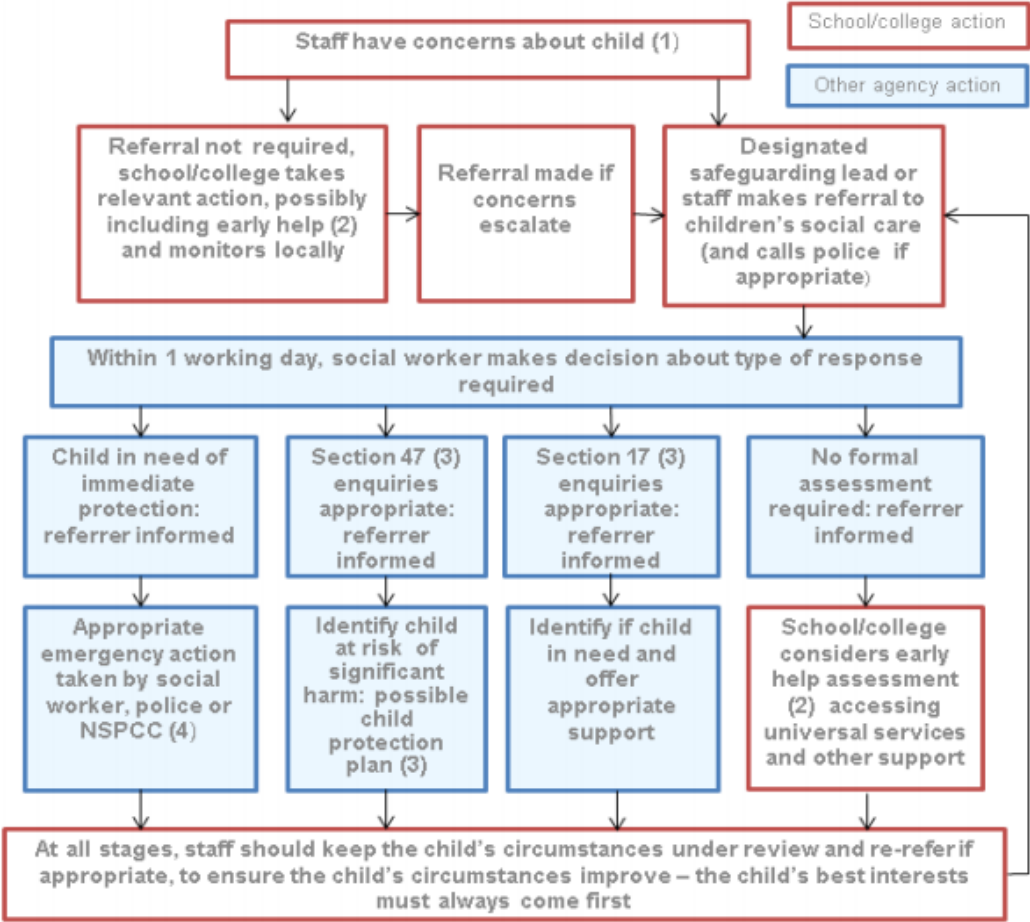 Staff have concerns about child (1)
School/college action
Other agency action
Referral not required,
school/college takes
relevant action, possibly
including early help (2)
and monitors locally
Referral made if
concerns
escalate
Designated
safeguarding lead or
staff makes referral to
children's social care
(and calls police if
appropriate)
Within 1 working day, social worker makes decision about type of response
required
Child in need of
immediate
protection:
referrer informed
Section 47 (3)
enquiries
appropriate:
referrer
informed
Section 17 (3)
enquiries
appropriate:
referrer
informed
No formal
assessment
required: referrer
informed
Appropriate
emergency action
taken by social
worker, police or
NSPCC (4)
Identify child
at risk of
significant
harm: possible
child
protection
plan (3)
Identify if child
in need and
offer
appropriate
support
School/college
considers early
help assessment
(2) accessing
universal services
and other support
At all stages, staff should keep the child's circumstances under review and re-refer if
appropriate, to ensure the child's circumstances improve – the child's best interests
must always come first